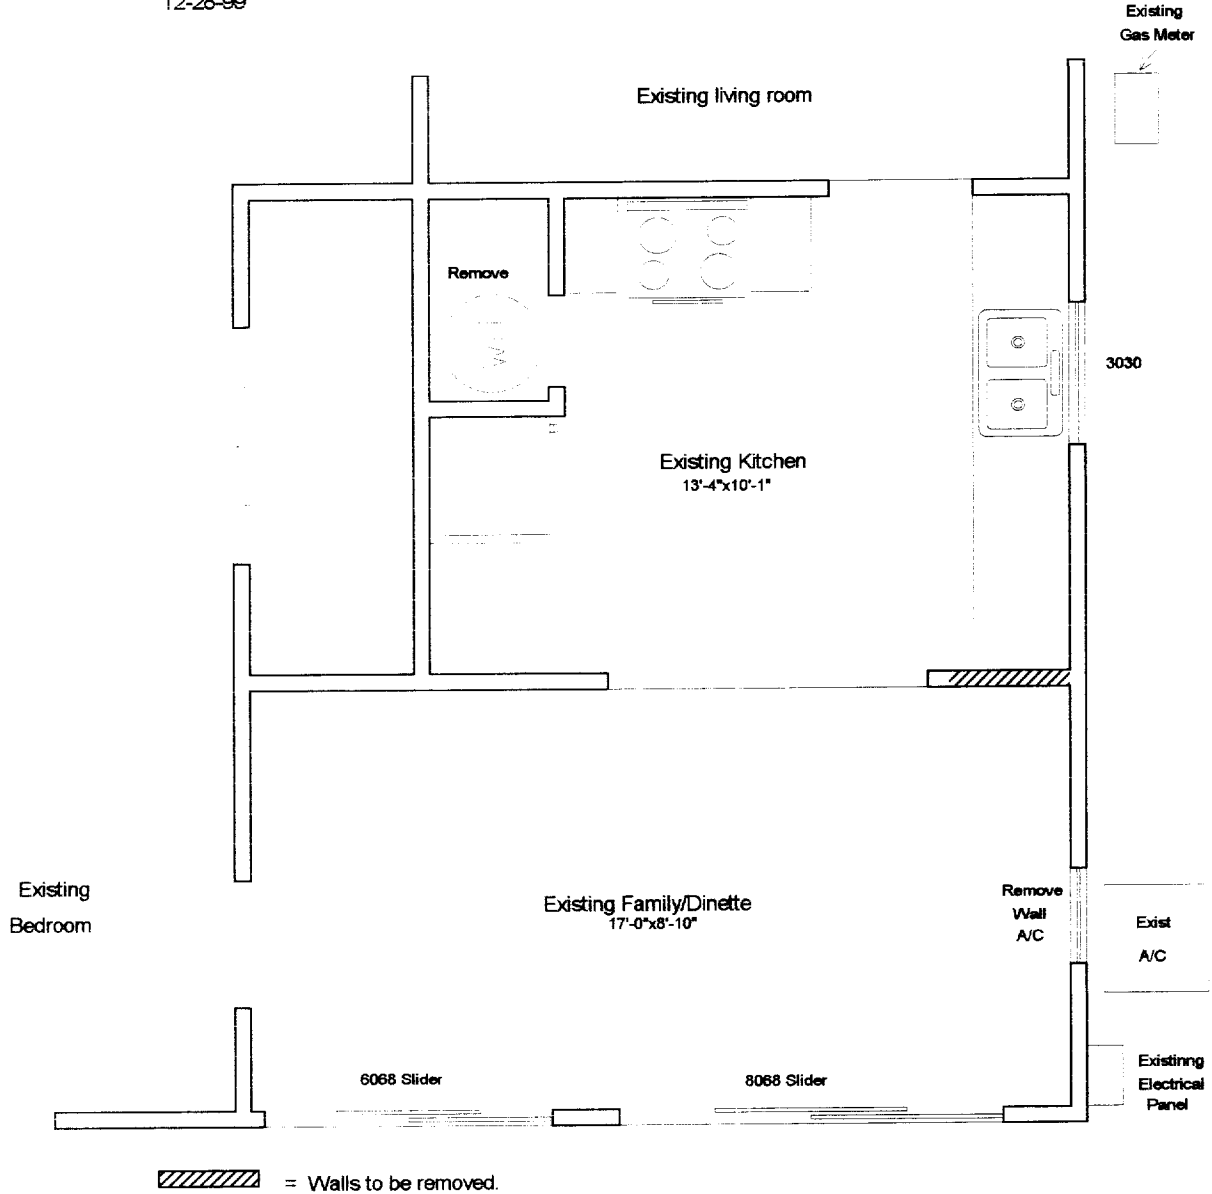 12-28-99
Existing
Gas Meter
Existing living room
Remove
H
W
3030
Existing Kitchen
13'-4"x10'-1"
Existing
Bedroom
Existing Family/Dinette
17'-0"x8'-10"
Remove
Wall
A/C
Exist
A/C
6068 Slider
8068 Slider
Existinng
Electrical
Panel
= Walls to be removed.